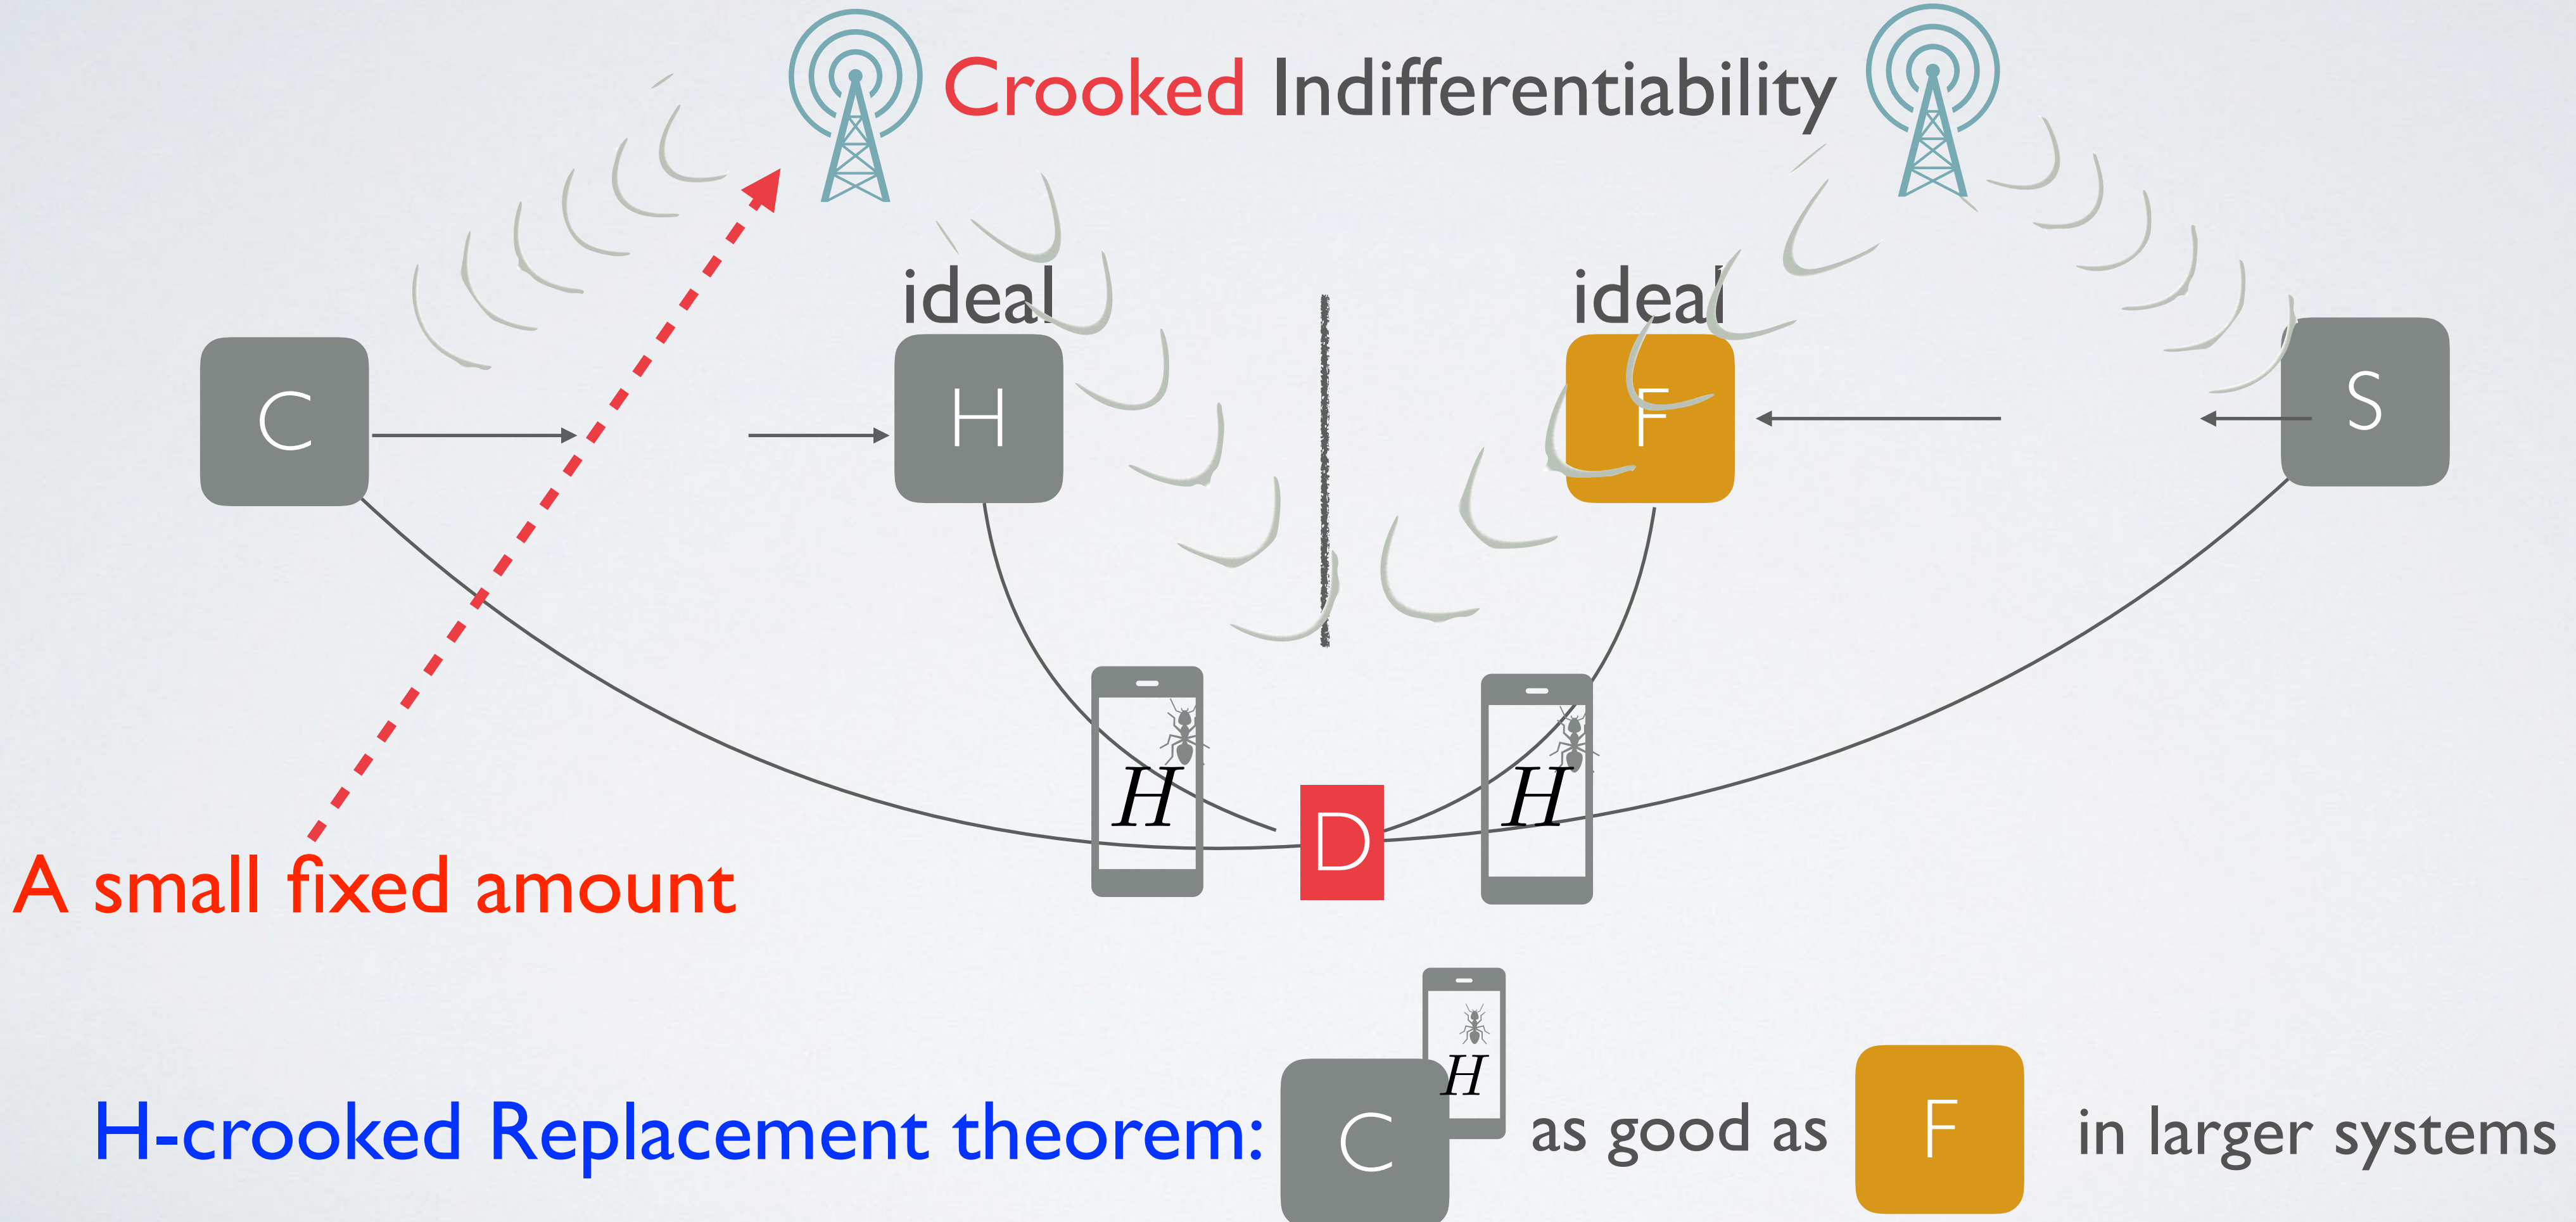 Crooked Indifferentiability
ideal
ideal
C
H
F
S
H
H
D
A small fixed amount
H
H-crooked Replacement theorem: C as good as F in larger systems